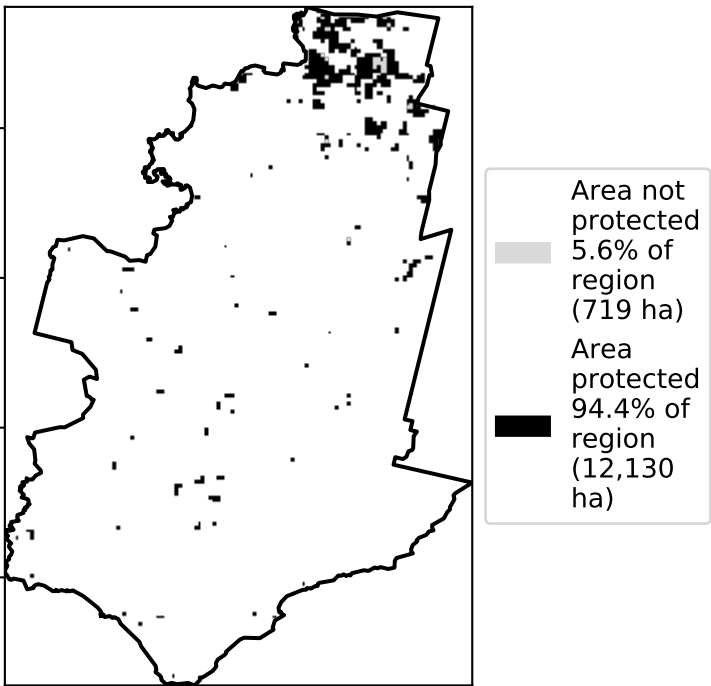 Area not
protected
5.6% of
region
(719 ha)
Area
protected
94.4% of
region
(12,130
ha)